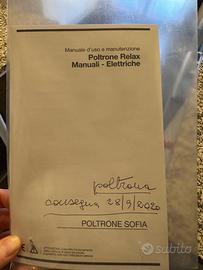 Manuale d'uso e manutenzione
Poltrone Relax
Manuali - Elettriche
poltrona
consegna 28/9/2020
POLTRONE SOFIA
subito